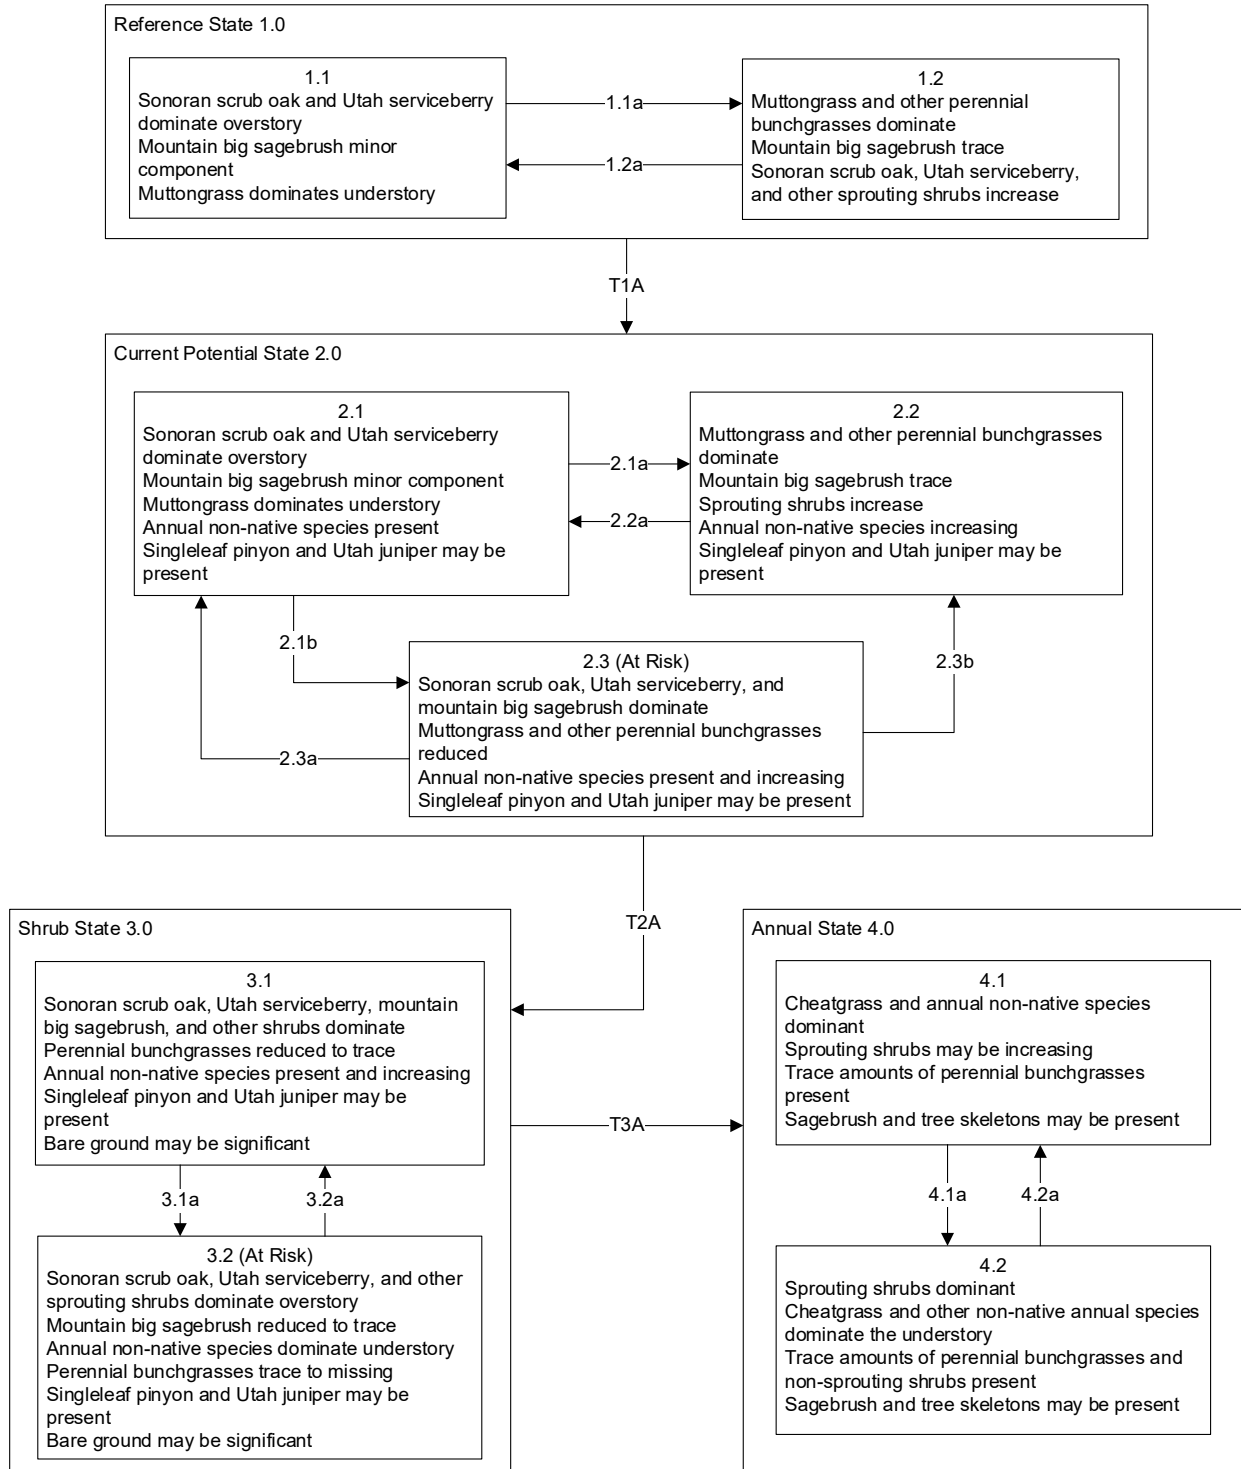 Reference State 1.0
1.1
Sonoran scrub oak and Utah serviceberry
dominate overstory
Mountain big sagebrush minor
component
Muttongrass dominates understory
1.1a
1.2a
1.2
Muttongrass and other perennial
bunchgrasses dominate
Mountain big sagebrush trace
Sonoran scrub oak, Utah serviceberry,
and other sprouting shrubs increase
T1A
Current Potential State 2.0
2.1
Sonoran scrub oak and Utah serviceberry
dominate overstory
Mountain big sagebrush minor component
Muttongrass dominates understory
Annual non-native species present
Singleleaf pinyon and Utah juniper may be
present
2.1a
2.2a
2.2
Muttongrass and other perennial bunchgrasses
dominate
Mountain big sagebrush trace
Sprouting shrubs increase
Annual non-native species increasing
Singleleaf pinyon and Utah juniper may be
present
2.1b
2.3a
2.3 (At Risk)
Sonoran scrub oak, Utah serviceberry, and
mountain big sagebrush dominate
Muttongrass and other perennial bunchgrasses
reduced
Annual non-native species present and increasing
Singleleaf pinyon and Utah juniper may be present
2.3b
T2A
Shrub State 3.0
3.1
Sonoran scrub oak, Utah serviceberry, mountain
big sagebrush, and other shrubs dominate
Perennial bunchgrasses reduced to trace
Annual non-native species present and increasing
Singleleaf pinyon and Utah juniper may be
present
Bare ground may be significant
3.1a
3.2a
3.2 (At Risk)
Sonoran scrub oak, Utah serviceberry, and other
sprouting shrubs dominate overstory
Mountain big sagebrush reduced to trace
Annual non-native species dominate understory
Perennial bunchgrasses trace to missing
Singleleaf pinyon and Utah juniper may be
present
Bare ground may be significant
T3A
Annual State 4.0
4.1
Cheatgrass and annual non-native species
dominant
Sprouting shrubs may be increasing
Trace amounts of perennial bunchgrasses
present
Sagebrush and tree skeletons may be present
4.1a
4.2a
4.2
Sprouting shrubs dominant
Cheatgrass and other non-native annual species
dominate the understory
Trace amounts of perennial bunchgrasses and
non-sprouting shrubs present
Sagebrush and tree skeletons may be present